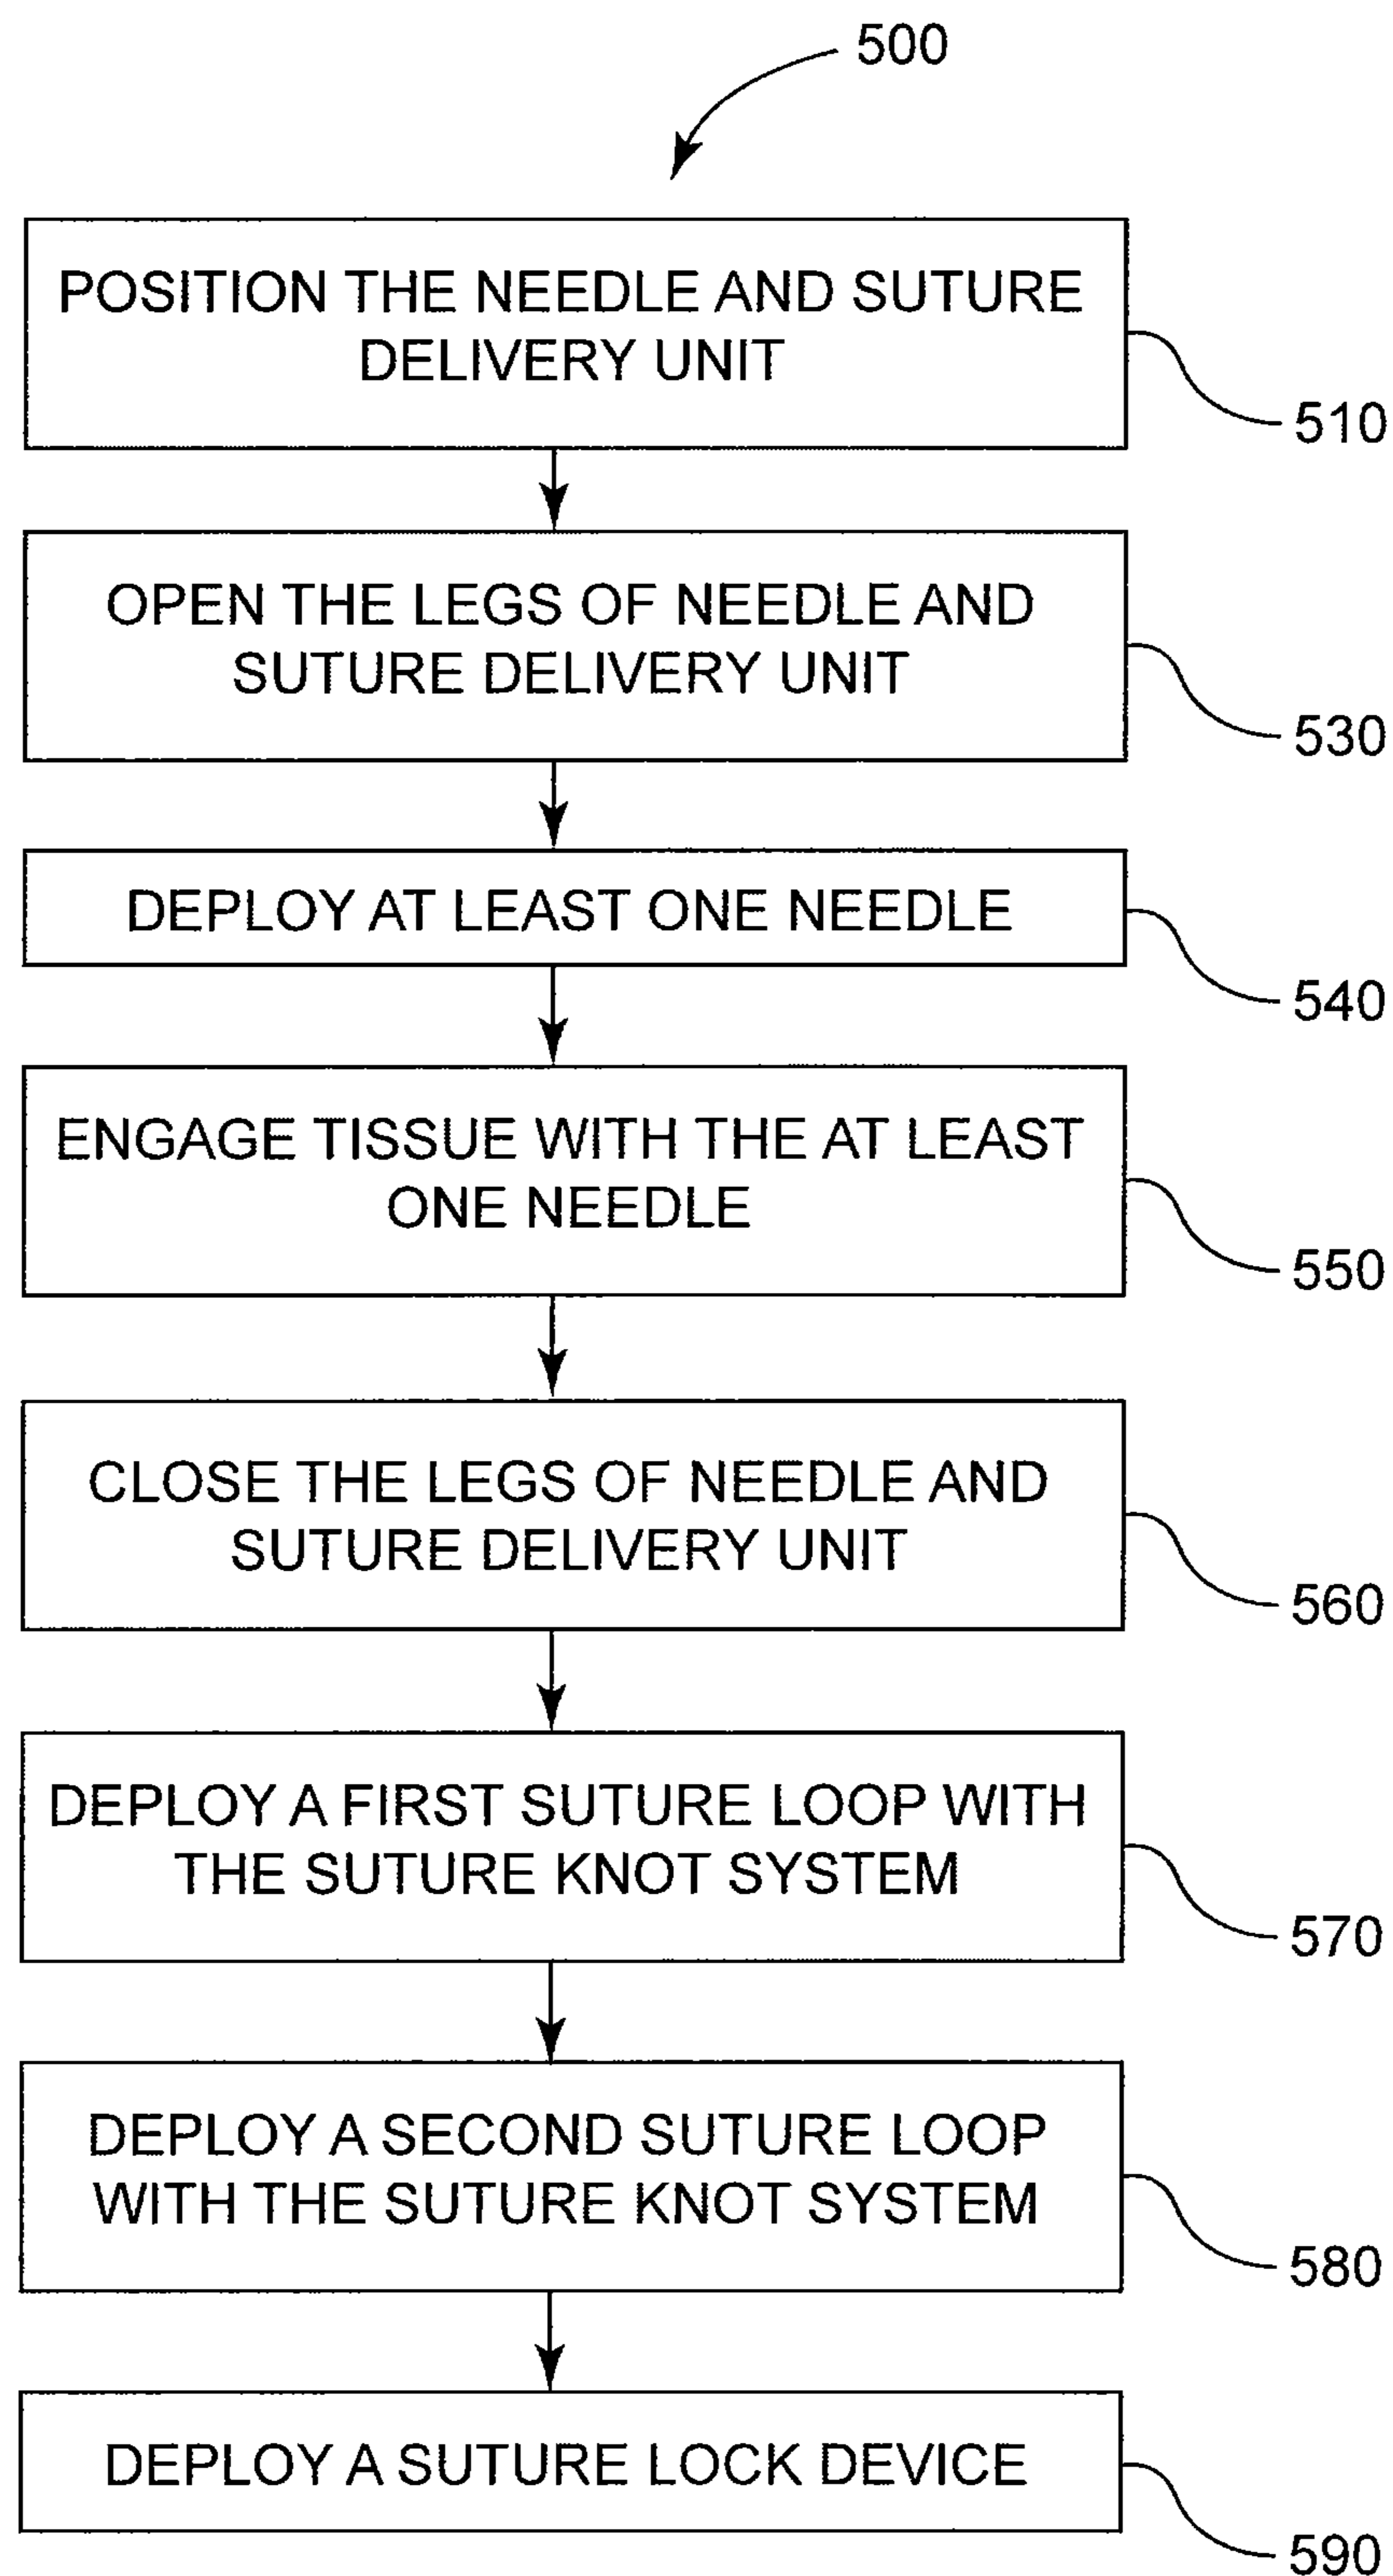 500
POSITION THE NEEDLE AND SUTURE
DELIVERY UNIT
510
OPEN THE LEGS OF NEEDLE AND
SUTURE DELIVERY UNIT
530
DEPLOY AT LEAST ONE NEEDLE
540
ENGAGE TISSUE WITH THE AT LEAST
ONE NEEDLE
550
CLOSE THE LEGS OF NEEDLE AND
SUTURE DELIVERY UNIT
560
DEPLOY A FIRST SUTURE LOOP WITH
THE SUTURE KNOT SYSTEM
570
DEPLOY A SECOND SUTURE LOOP
WITH THE SUTURE KNOT SYSTEM
580
DEPLOY A SUTURE LOCK DEVICE
590